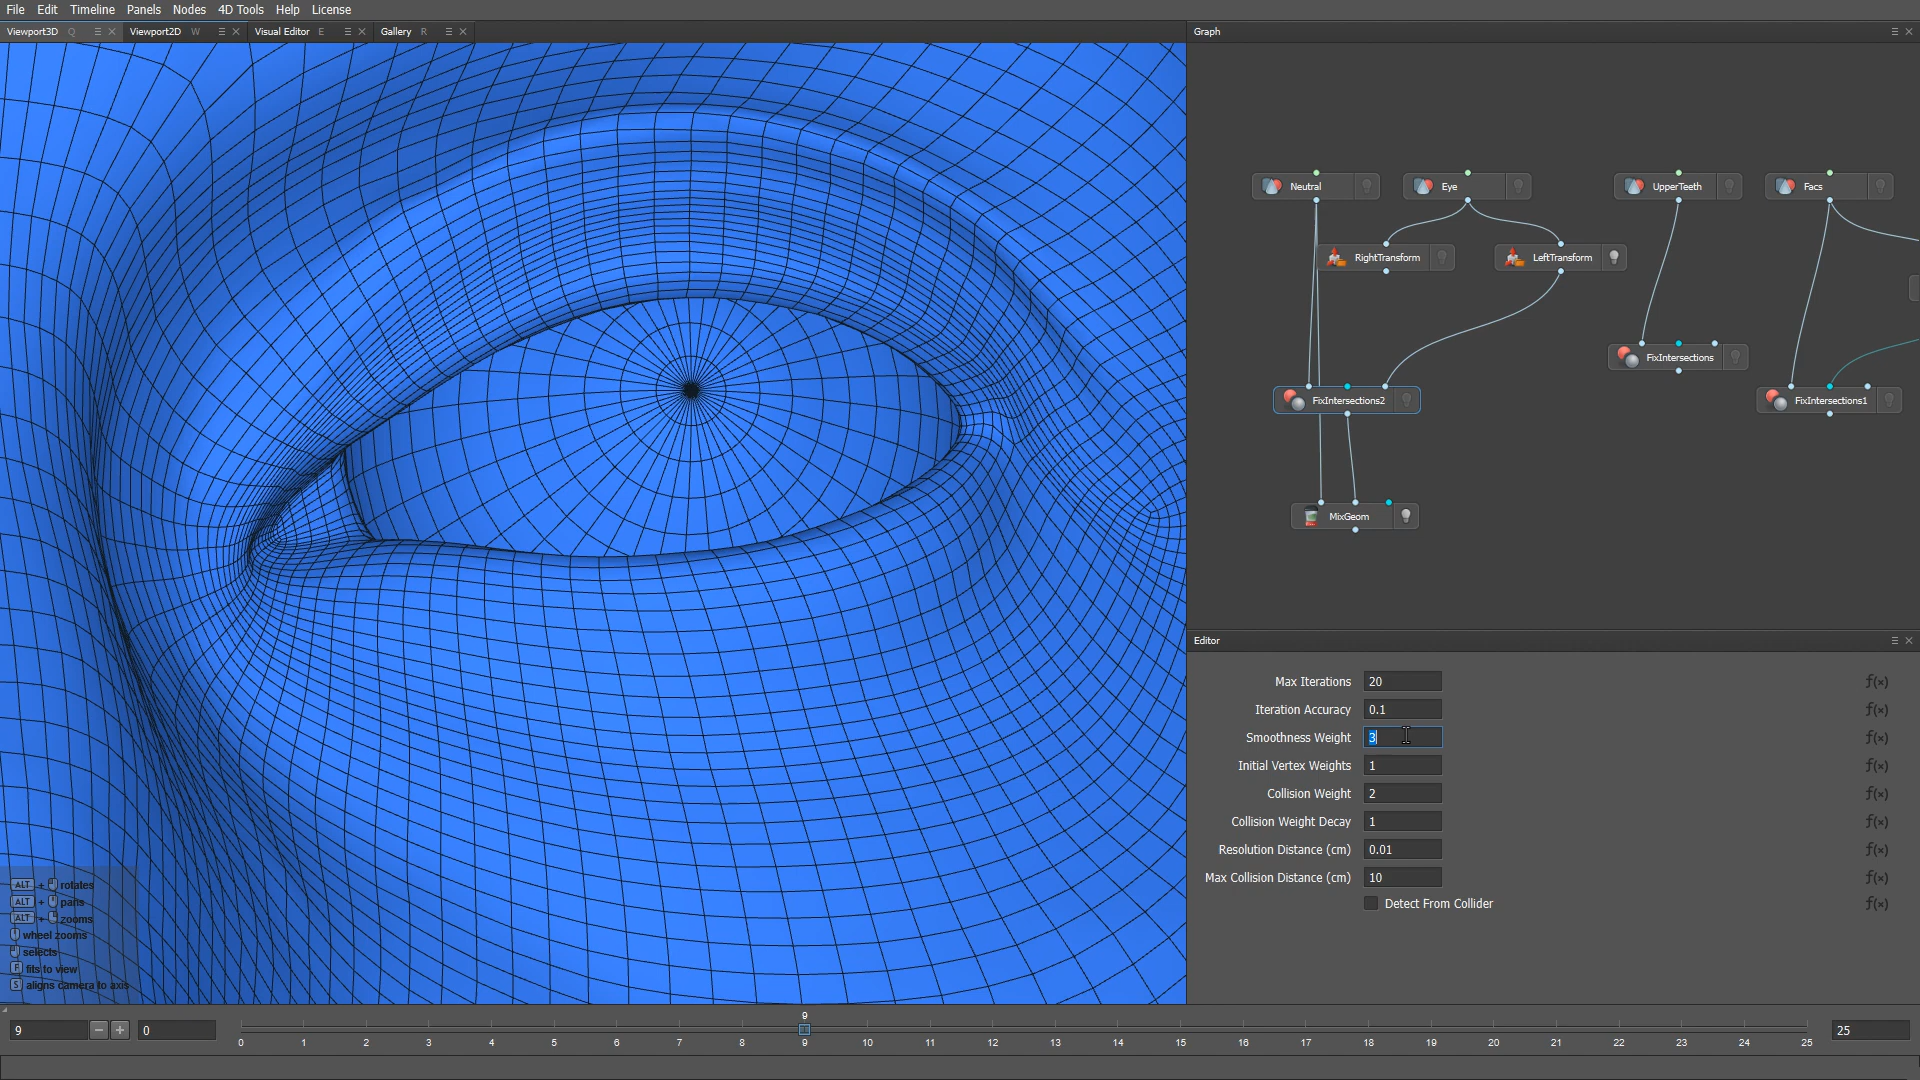 File Edit Timeline Panels Nodes 4D Tools Help License
Viewport3D Q Viewport2D W Visual Editor E Gallery R
Graph
Neutral Eye UpperTeeth Facs
RightTransform LeftTransform
FixIntersections
FixIntersections2 FixIntersections1
MixGeom
Editor
Max Iterations 20 f(x)
Iteration Accuracy 0.1 f(x)
Smoothness Weight 3 f(x)
Initial Vertex Weights 1 f(x)
Collision Weight 2 f(x)
Collision Weight Decay 1 f(x)
Resolution Distance (cm) 0.01 f(x)
Max Collision Distance (cm) 10 f(x)
Detect From Collider f(x)
ALT + rotates
ALT + pans
ALT + zooms
wheel zooms
selects
F fits to view
S aligns camera to axis
9
9 − + 0 25
0 1 2 3 4 5 6 7 8 9 10 11 12 13 14 15 16 17 18 19 20 21 22 23 24 25